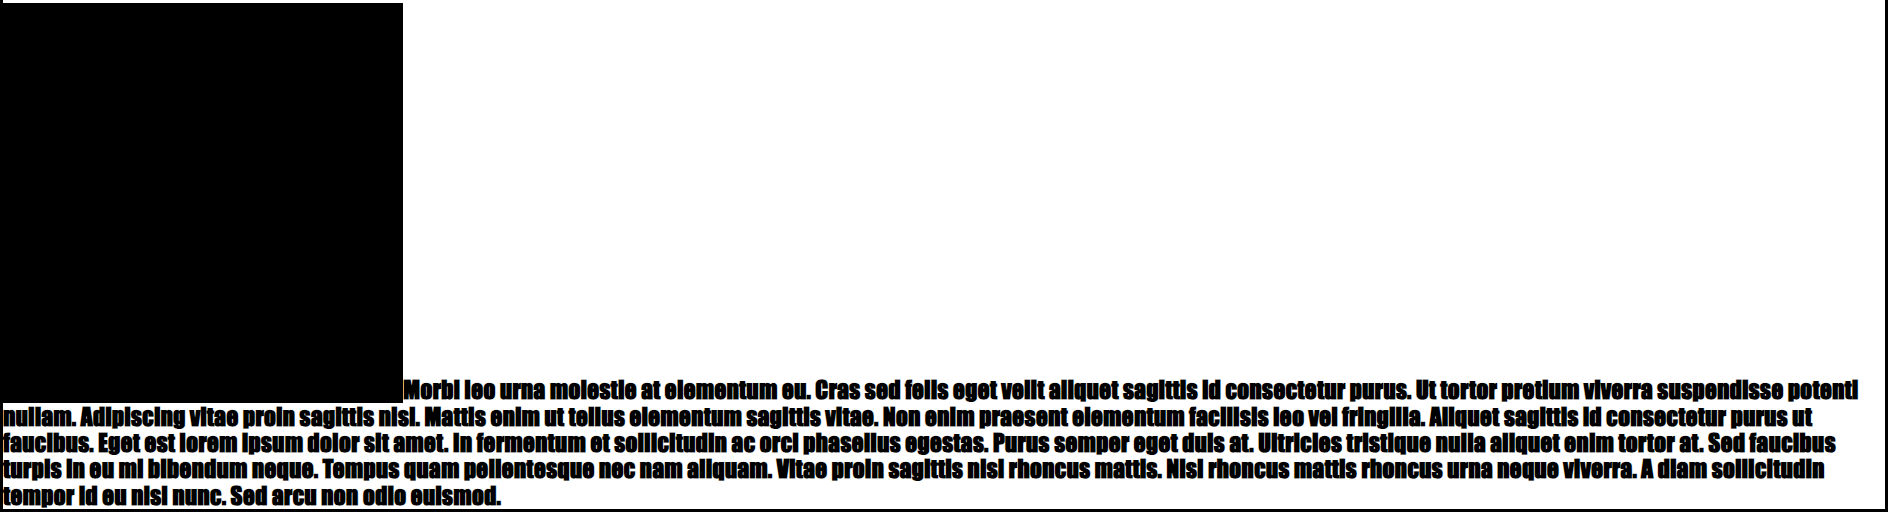 Morbi leo urna molestie at elementum eu. Cras sed felis eget velit aliquet sagittis id consectetur purus. Ut tortor pretium viverra suspendisse potenti
nullam. Adipiscing vitae proin sagittis nisl. Mattis enim ut tellus elementum sagittis vitae. Non enim praesent elementum facilisis leo vel fringilla. Aliquet sagittis id consectetur purus ut
faucibus. Eget est lorem ipsum dolor sit amet. In fermentum et sollicitudin ac orci phasellus egestas. Purus semper eget duis at. Ultricies tristique nulla aliquet enim tortor at. Sed faucibus
turpis in eu mi bibendum neque. Tempus quam pellentesque nec nam aliquam. Vitae proin sagittis nisl rhoncus mattis. Nisl rhoncus mattis rhoncus urna neque viverra. A diam sollicitudin
tempor id eu nisl nunc. Sed arcu non odio euismod.